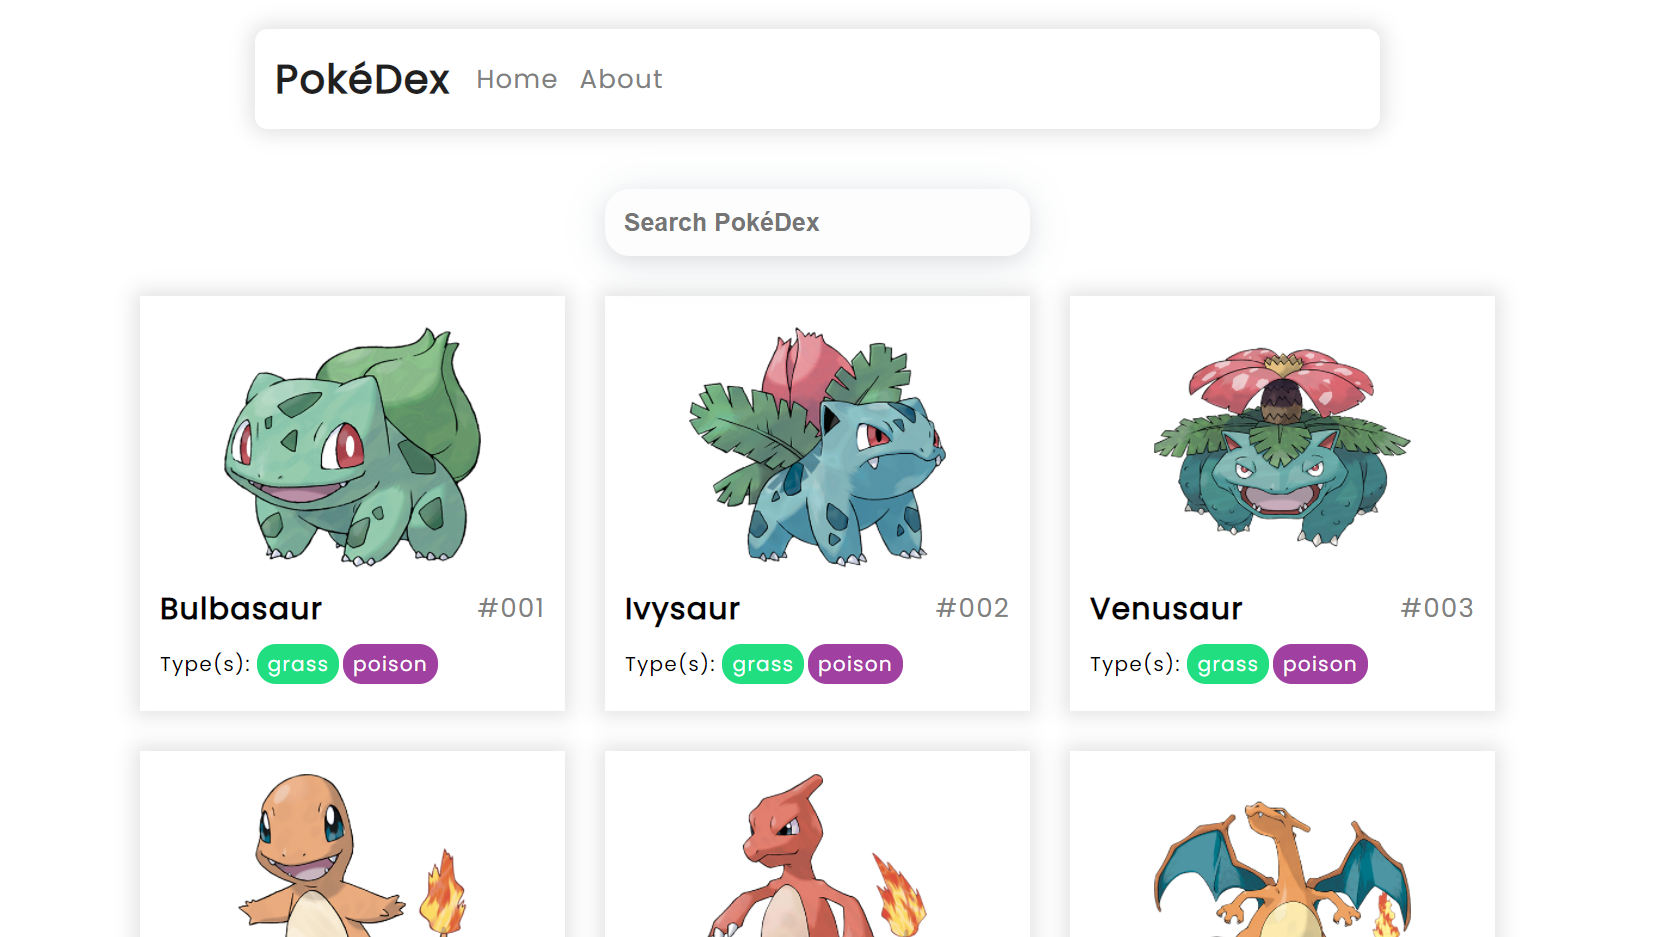 PokéDex Home About
Search PokéDex
Bulbasaur #001
Type(s): grass poison
Ivysaur #002
Type(s): grass poison
Venusaur #003
Type(s): grass poison